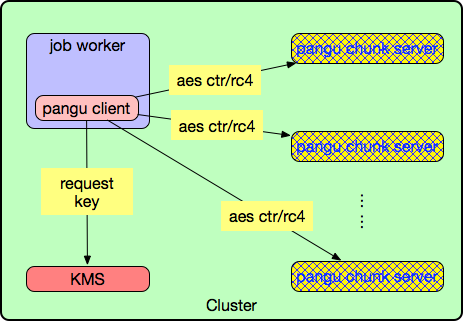 job worker
pangu chunk server
aes ctr/rc4
pangu client
aes ctr/rc4
pangu chunk server
request
key
aes ctr/rc4
KMS
pangu chunk server
Cluster